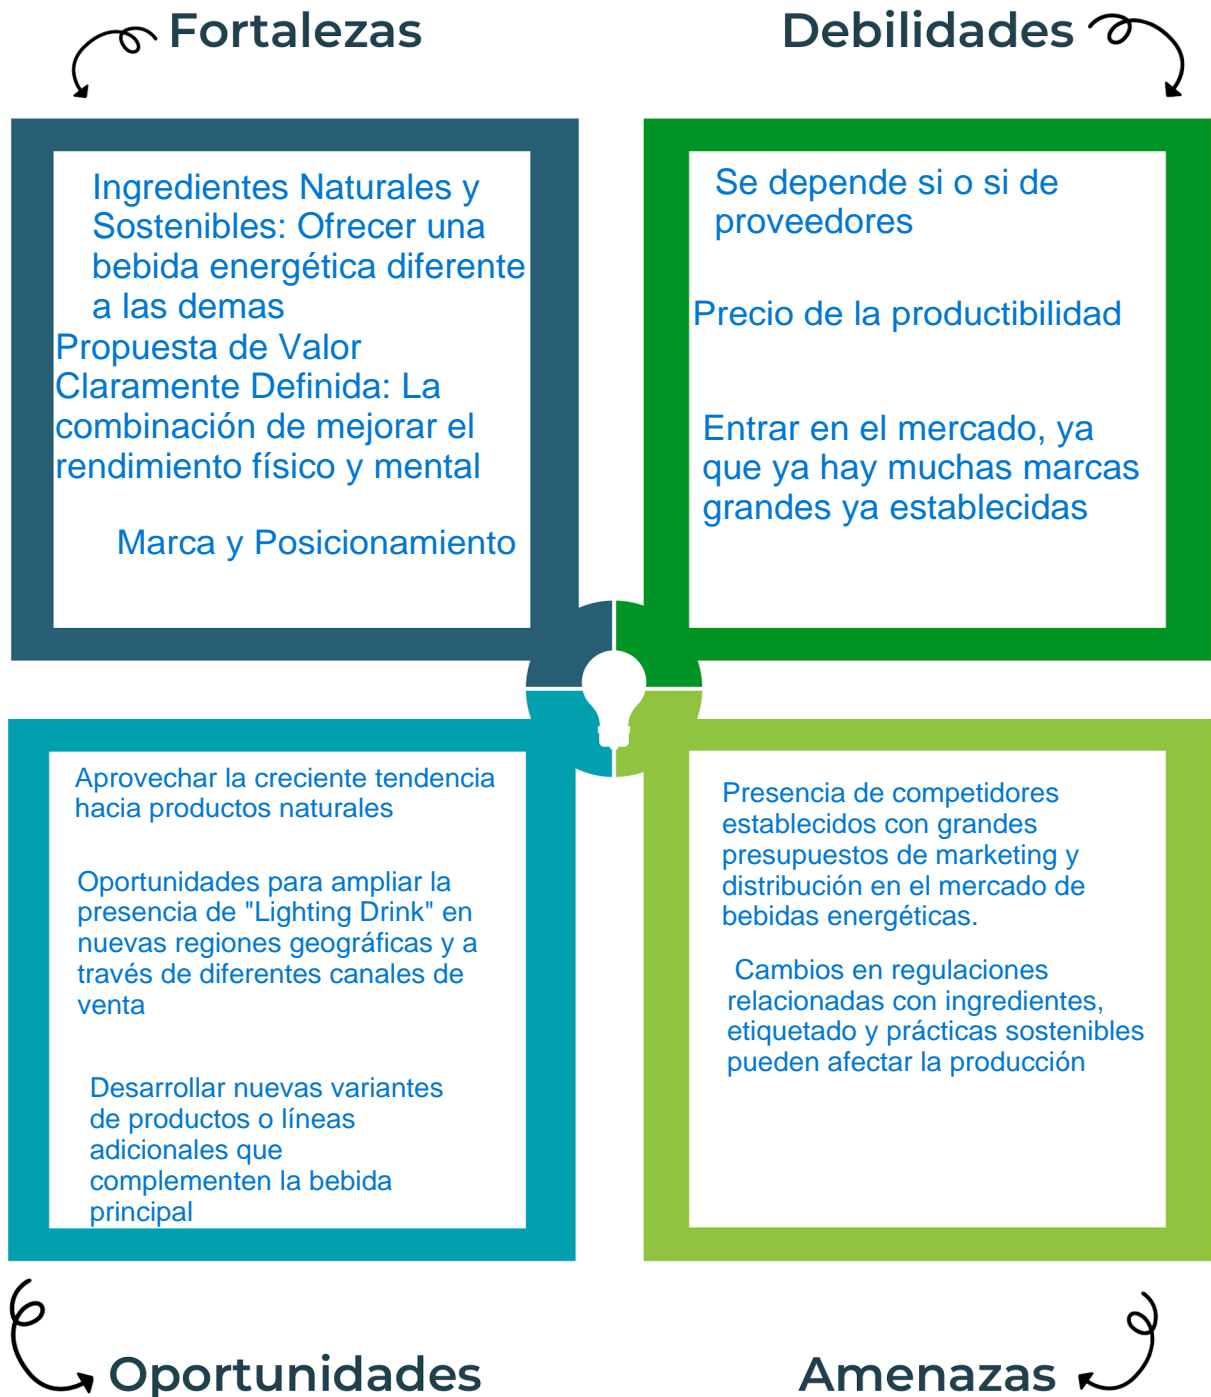 Fortalezas
Ingredientes Naturales y
Sostenibles: Ofrecer una
bebida energética diferente
a las demas
Propuesta de Valor
Claramente Definida: La
combinación de mejorar el
rendimiento físico y mental
Marca y Posicionamiento
Debilidades
Se depende si o si de
proveedores
Precio de la productibilidad
Entrar en el mercado, ya
que ya hay muchas marcas
grandes ya establecidas
Aprovechar la creciente tendencia
hacia productos naturales
Oportunidades para ampliar la
presencia de "Lighting Drink" en
nuevas regiones geográficas y a
través de diferentes canales de
venta
Desarrollar nuevas variantes
de productos o líneas
adicionales que
complementen la bebida
principal
Oportunidades
Presencia de competidores
establecidos con grandes
presupuestos de marketing y
distribución en el mercado de
bebidas energéticas.
Cambios en regulaciones
relacionadas con ingredientes,
etiquetado y prácticas sostenibles
pueden afectar la producción
Amenazas